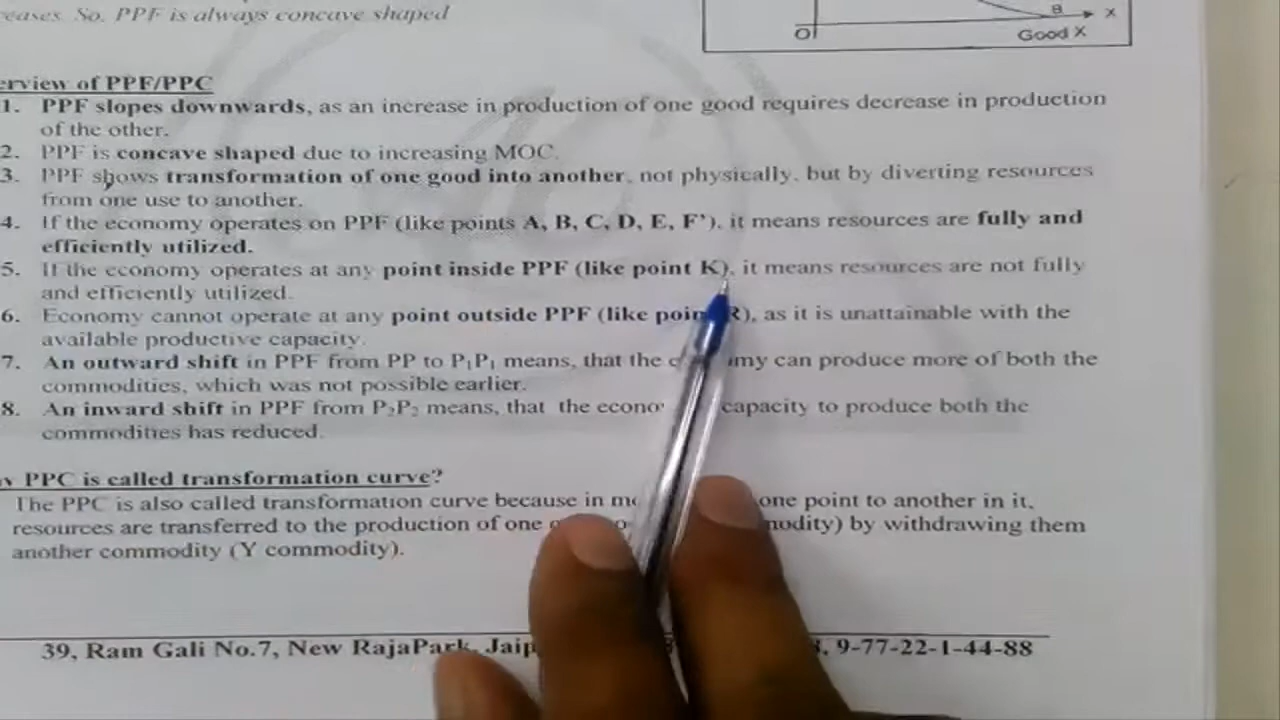 eases. So, PPF is always concave shaped
B
X
O
Good X
erview of PPF/PPC
1. PPF slopes downwards, as an increase in production of one good requires decrease in production
of the other.
2. PPF is concave shaped due to increasing MOC.
3. PPF shows transformation of one good into another, not physically, but by diverting resources
from one use to another.
4. If the economy operates on PPF (like points A, B, C, D, E, F'), it means resources are fully and
efficiently utilized.
5. If the economy operates at any point inside PPF (like point K), it means resources are not fully
and efficiently utilized.
6. Economy cannot operate at any point outside PPF (like poin R), as it is unattainable with the
available productive capacity.
7. An outward shift in PPF from PP to P₁P₁ means, that the my can produce more of both the
commodities, which was not possible earlier.
8. An inward shift in PPF from P₂P₂ means, that the econo capacity to produce both the
commodities has reduced.
y PPC is called transformation curve?
The PPC is also called transformation curve because in m one point to another in it,
resources are transferred to the production of one modity) by withdrawing them
another commodity (Y commodity).
39, Ram Gali No.7, New RajaPark, Jaip 9-77-22-1-44-88